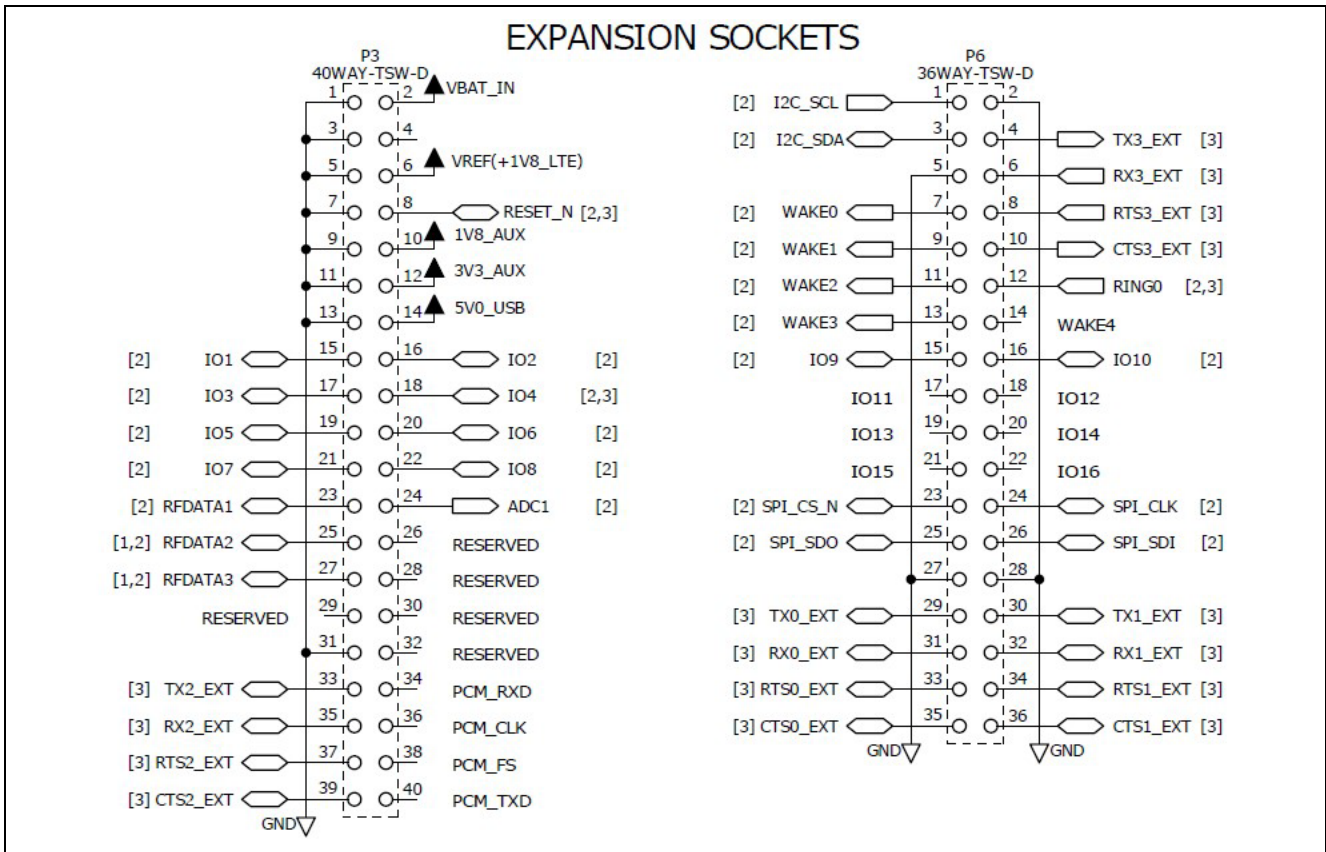 EXPANSION SOCKETS
P3
40WAY-TSW-D
1 2 VBAT_IN
3 4
5 6 VREF(+1V8_LTE)
7 8 RESET_N [2,3]
9 10 1V8_AUX
11 12 3V3_AUX
13 14 5V0_USB
[2] IO1 15 16 IO2 [2]
[2] IO3 17 18 IO4 [2,3]
[2] IO5 19 20 IO6 [2]
[2] IO7 21 22 IO8 [2]
[2] RFDATA1 23 24 ADC1 [2]
[1,2] RFDATA2 25 26 RESERVED
[1,2] RFDATA3 27 28 RESERVED
RESERVED 29 30 RESERVED
31 32 RESERVED
[3] TX2_EXT 33 34 PCM_RXD
[3] RX2_EXT 35 36 PCM_CLK
[3] RTS2_EXT 37 38 PCM_FS
[3] CTS2_EXT 39 40 PCM_TXD
GND
P6
36WAY-TSW-D
[2] I2C_SCL 1 2
[2] I2C_SDA 3 4 TX3_EXT [3]
5 6 RX3_EXT [3]
[2] WAKE0 7 8 RTS3_EXT [3]
[2] WAKE1 9 10 CTS3_EXT [3]
[2] WAKE2 11 12 RING0 [2,3]
[2] WAKE3 13 14 WAKE4
[2] IO9 15 16 IO10 [2]
IO11 17 18 IO12
IO13 19 20 IO14
IO15 21 22 IO16
[2] SPI_CS_N 23 24 SPI_CLK [2]
[2] SPI_SDO 25 26 SPI_SDI [2]
27 28
[3] TX0_EXT 29 30 TX1_EXT [3]
[3] RX0_EXT 31 32 RX1_EXT [3]
[3] RTS0_EXT 33 34 RTS1_EXT [3]
[3] CTS0_EXT 35 36 CTS1_EXT [3]
GND GND